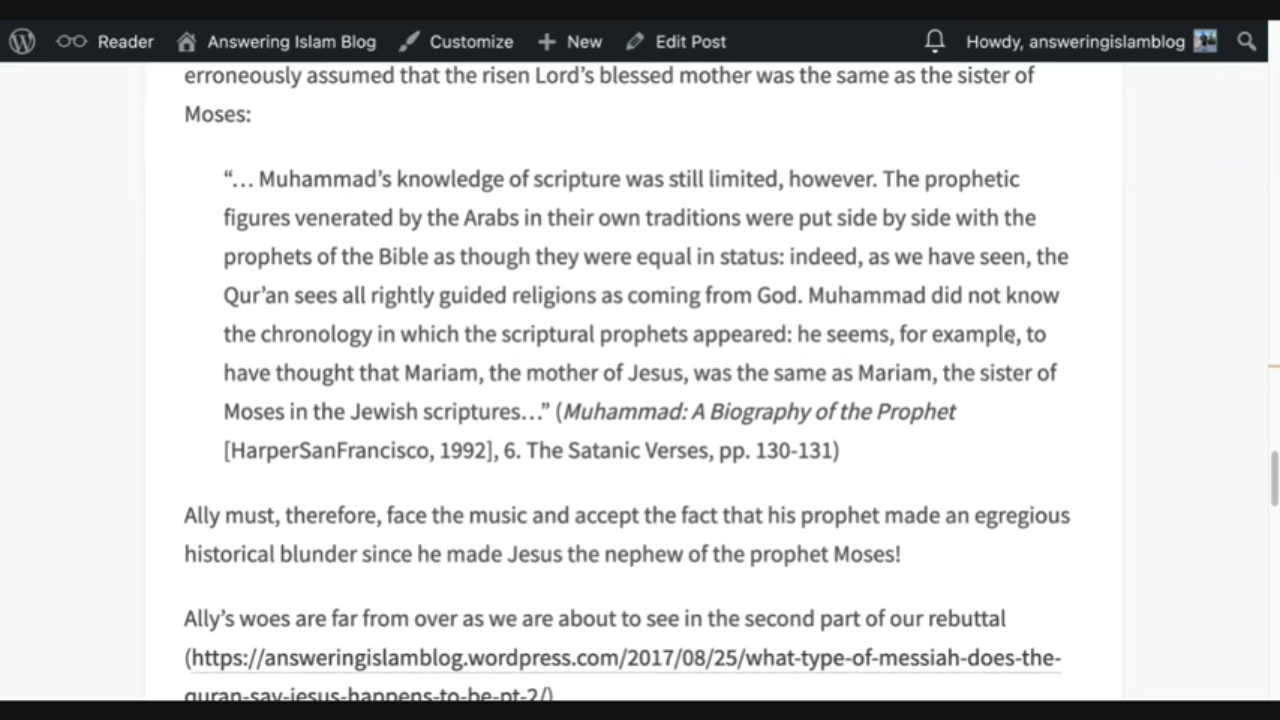 Reader Answering Islam Blog Customize New Edit Post Howdy, answeringislamblog
erroneously assumed that the risen Lord’s blessed mother was the same as the sister of
Moses:
“… Muhammad’s knowledge of scripture was still limited, however. The prophetic
figures venerated by the Arabs in their own traditions were put side by side with the
prophets of the Bible as though they were equal in status: indeed, as we have seen, the
Qur’an sees all rightly guided religions as coming from God. Muhammad did not know
the chronology in which the scriptural prophets appeared: he seems, for example, to
have thought that Mariam, the mother of Jesus, was the same as Mariam, the sister of
Moses in the Jewish scriptures…” (Muhammad: A Biography of the Prophet
[HarperSanFrancisco, 1992], 6. The Satanic Verses, pp. 130-131)
Ally must, therefore, face the music and accept the fact that his prophet made an egregious
historical blunder since he made Jesus the nephew of the prophet Moses!
Ally’s woes are far from over as we are about to see in the second part of our rebuttal
(https://answeringislamblog.wordpress.com/2017/08/25/what-type-of-messiah-does-the-
quran-say-jesus-happens-to-be-pt-2/)